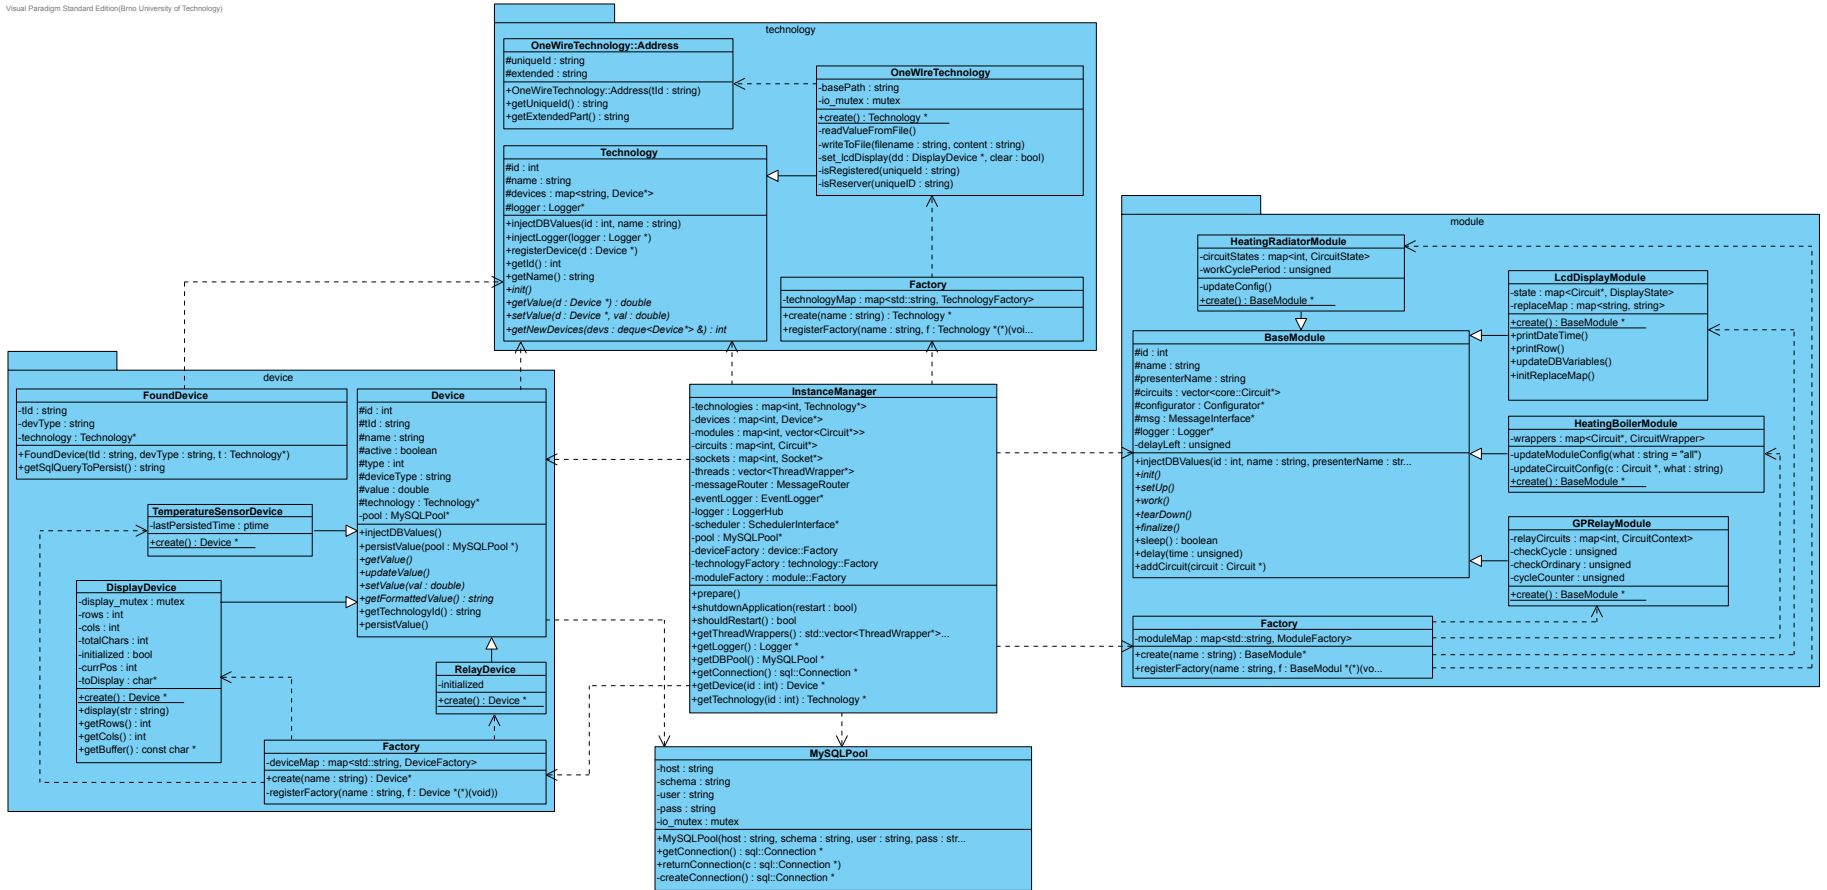 Visual Paradigm Standard Edition(Brno University of Technology)
technology
OneWireTechnology::Address
#uniqueId : string
#extended : string
+OneWireTechnology::Address(tId : string)
+getUniqueId() : string
+getExtendedPart() : string
OneWIreTechnology
-basePath : string
-io_mutex : mutex
+create() : Technology *
-readValueFromFile()
-writeToFile(filename : string, content : string)
-set_lcdDisplay(dd : DisplayDevice *, clear : bool)
-isRegistered(uniqueId : string)
-isReserver(uniqueID : string)
Technology
#id : int
#name : string
#devices : map<string, Device*>
#logger : Logger*
+injectDBValues(id : int, name : string)
+injectLogger(logger : Logger *)
+registerDevice(d : Device *)
+getId() : int
+getName() : string
+init()
+getValue(d : Device *) : double
+setValue(d : Device *, val : double)
+getNewDevices(devs : deque<Device*> &) : int
Factory
-technologyMap : map<std::string, TechnologyFactory>
+create(name : string) : Technology *
+registerFactory(name : string, f : Technology *(*)(voi...
device
FoundDevice
-tId : string
-devType : string
-technology : Technology*
+FoundDevice(tId : string, devType : string, t : Technology*)
+getSqlQueryToPersist() : string
Device
#id : int
#tId : string
#name : string
#active : boolean
#type : int
#deviceType : string
#value : double
#technology : Technology*
-pool : MySQLPool*
+injectDBValues()
+persistValue(pool : MySQLPool *)
+getValue()
+updateValue()
+setValue(val : double)
+getFormattedValue() : string
+getTechnologyId() : string
+persistValue()
TemperatureSensorDevice
-lastPersistedTime : ptime
+create() : Device *
DisplayDevice
-display_mutex : mutex
-rows : int
-cols : int
-totalChars : int
-initialized : bool
-currPos : int
-toDisplay : char*
+create() : Device *
+display(str : string)
+getRows() : int
+getCols() : int
+getBuffer() : const char *
RelayDevice
-initialized
+create() : Device *
Factory
-deviceMap : map<std::string, DeviceFactory>
+create(name : string) : Device*
-registerFactory(name : string, f : Device *(*)(void))
InstanceManager
-technologies : map<int, Technology*>
-devices : map<int, Device*>
-modules : map<int, vector<Circuit*>>
-circuits : map<int, Circuit*>
-sockets : map<int, Socket*>
-threads : vector<ThreadWrapper*>
-messageRouter : MessageRouter
-eventLogger : EventLogger*
-logger : LoggerHub
-scheduler : SchedulerInterface*
-pool : MySQLPool*
-deviceFactory : device::Factory
-technologyFactory : technology::Factory
-moduleFactory : module::Factory
+prepare()
+shutdownApplication(restart : bool)
+shouldRestart() : bool
+getThreadWrappers() : std::vector<ThreadWrapper*>...
+getLogger() : Logger *
+getDBPool() : MySQLPool *
+getConnection() : sql::Connection *
+getDevice(id : int) : Device *
+getTechnology(id : int) : Technology *
MySQLPool
-host : string
-schema : string
-user : string
-pass : string
-io_mutex : mutex
+MySQLPool(host : string, schema : string, user : string, pass : str...
+getConnection() : sql::Connection *
+returnConnection(c : sql::Connection *)
-createConnection() : sql::Connection *
module
HeatingRadiatorModule
-circuitStates : map<int, CircuitState>
-workCyclePeriod : unsigned
-updateConfig()
+create() : BaseModule *
LcdDisplayModule
-state : map<Circuit*, DisplayState>
-replaceMap : map<string, string>
+create() : BaseModule *
+printDateTime()
+printRow()
+updateDBVariables()
+initReplaceMap()
BaseModule
#id : int
#name : string
#presenterName : string
#circuits : vector<core::Circuit*>
#configurator : Configurator*
#msg : MessageInterface*
#logger : Logger*
-delayLeft : unsigned
+injectDBValues(id : int, name : string, presenterName : str...
+init()
+setUp()
+work()
+tearDown()
+finalize()
+sleep() : boolean
+delay(time : unsigned)
+addCircuit(circuit : Circuit *)
HeatingBoilerModule
-wrappers : map<Circuit*, CircuitWrapper>
-updateModuleConfig(what : string = "all")
-updateCircuitConfig(c : Circuit *, what : string)
+create() : BaseModule *
GPRelayModule
-relayCircuits : map<int, CircuitContext>
-checkCycle : unsigned
-checkOrdinary : unsigned
-cycleCounter : unsigned
+create() : BaseModule *
Factory
-moduleMap : map<std::string, ModuleFactory>
+create(name : string) : BaseModule*
+registerFactory(name : string, f : BaseModul *(*)(vo...